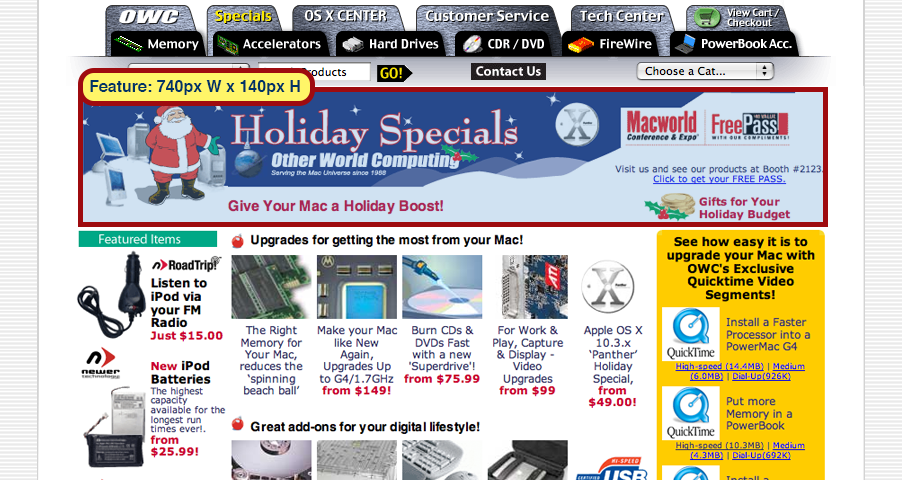 OWC
Specials
OS X CENTER
Customer Service
Tech Center
View Cart /
Checkout
Memory
Accelerators
Hard Drives
CDR / DVD
FireWire
PowerBook Acc.
roducts
GO!
Contact Us
Choose a Cat...
Feature: 740px W x 140px H
Holiday Specials
Other World Computing
Serving the Mac Universe since 1988
Give Your Mac a Holiday Boost!
X
Macworld
Conference & Expo
FreePass
WITH OUR COMPLIMENTS!
Visit us and see our products at Booth #2123.
Click to get your FREE PASS.
Gifts for Your
Holiday Budget
Featured Items
RoadTrip!
Listen to
iPod via
your FM
Radio
Just $15.00
newer
technology
New iPod
Batteries
The highest
capacity
available for the
longest run
times ever!.
from
$25.99!
Upgrades for getting the most from your Mac!
The Right
Memory for
Your Mac,
reduces the
'spinning
beach ball'
Make your Mac
like New
Again,
Upgrades Up
to G4/1.7GHz
from $149!
Burn CDs &
DVDs Fast
with a new
'Superdrive'!
from $75.99
ATI
For Work &
Play, Capture
& Display -
Video
Upgrades
from $99
X
Apple OS X
10.3.x
'Panther'
Holiday
Special,
from
$49.00!
Great add-ons for your digital lifestyle!
HI-SPEED
CERTIFIED
USB
See how easy it is to
upgrade your Mac with
OWC's Exclusive
Quicktime Video
Segments!
QuickTime
Install a Faster
Processor into a
PowerMac G4
High-speed (14.4MB) | Medium
(6.0MB) | Dial-Up(926K)
QuickTime
Put more
Memory in a
PowerBook
High-speed (10.3MB) | Medium
(4.3MB) | Dial-Up(692K)
Install a